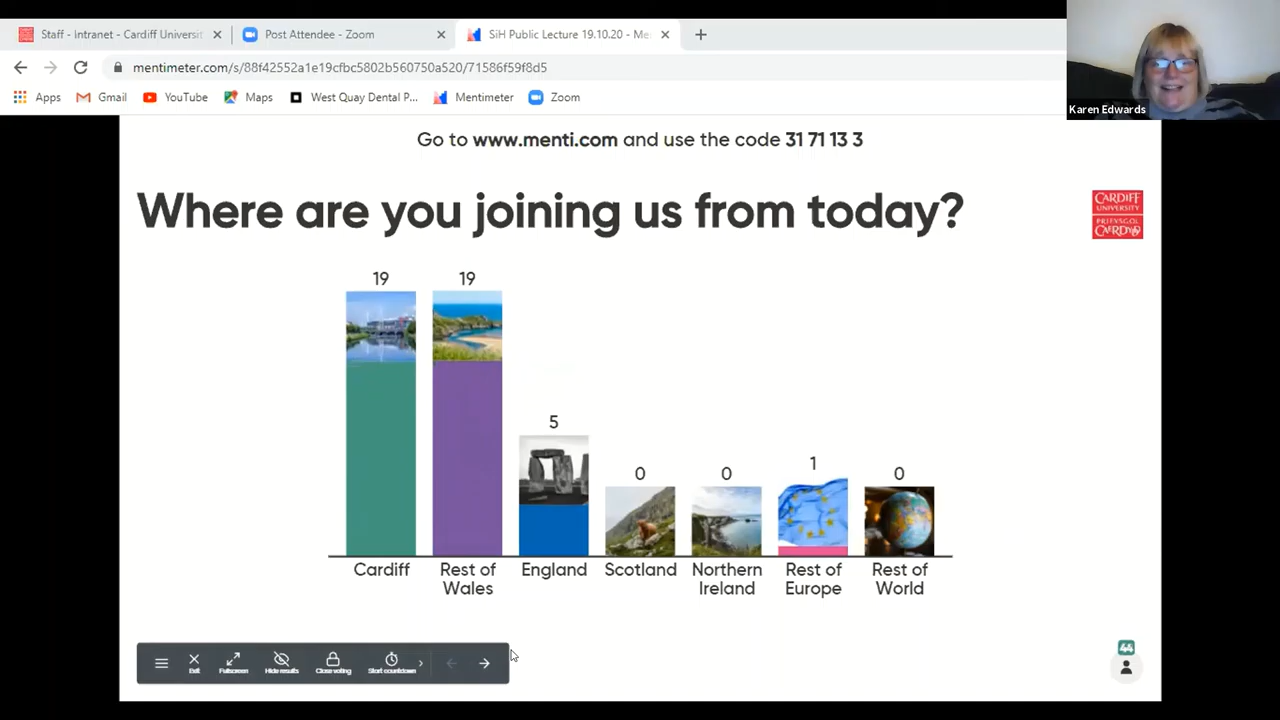 Staff - Intranet - Cardiff Universit
Post Attendee - Zoom
SiH Public Lecture 19.10.20 - Me
mentimeter.com/s/88f42552a1e19cfbc5802b560750a520/71586f59f8d5
Apps
Gmail
YouTube
Maps
West Quay Dental P...
Mentimeter
Zoom
Karen Edwards
Go to www.menti.com and use the code 31 71 13 3
Where are you joining us from today?
CARDIFF
UNIVERSITY
PRIFYSGOL
CAERDYDD
19
19
5
0
0
1
0
Cardiff
Rest of
Wales
England
Scotland
Northern
Ireland
Rest of
Europe
Rest of
World
Exit
Fullscreen
Hide results
Close voting
Start countdown
44